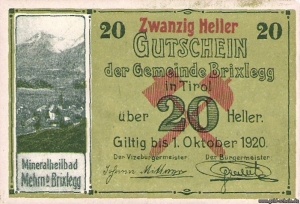 20 Zwanzig Heller 20
GUTSCHEIN
der Gemeinde Brixlegg
in Tirol
über 20 Heller.
Giltig bis 1. Oktober 1920.
Der Vizebürgermeister Der Bürgermeister
Mineralheilbad
Mehrn b. Brixlegg